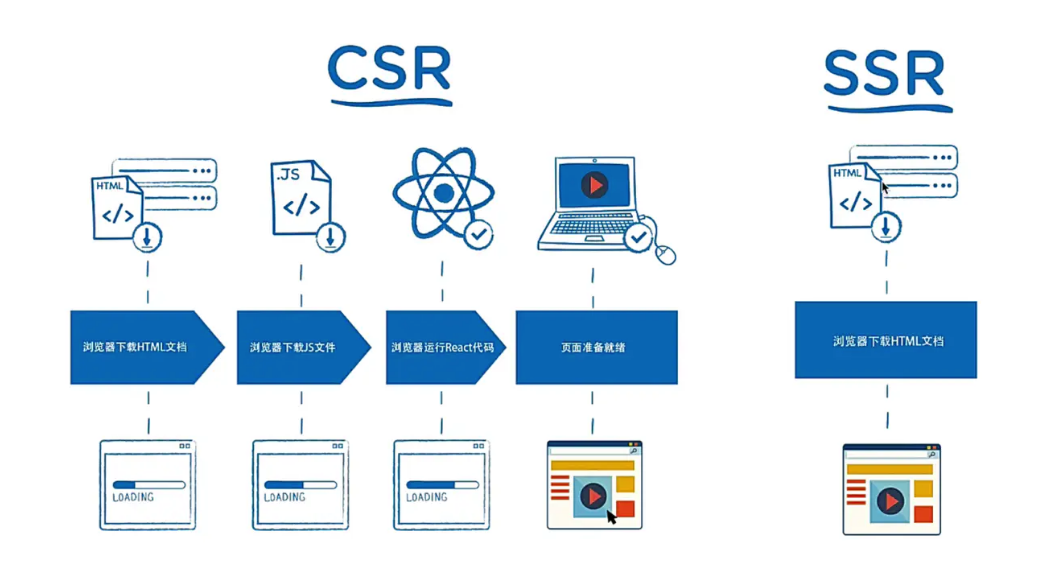 CSR
SSR
HTML
.JS
HTML
浏览器下载HTML文档
浏览器下载JS文件
浏览器运行React代码
页面准备就绪
浏览器下载HTML文档
LOADING
LOADING
LOADING